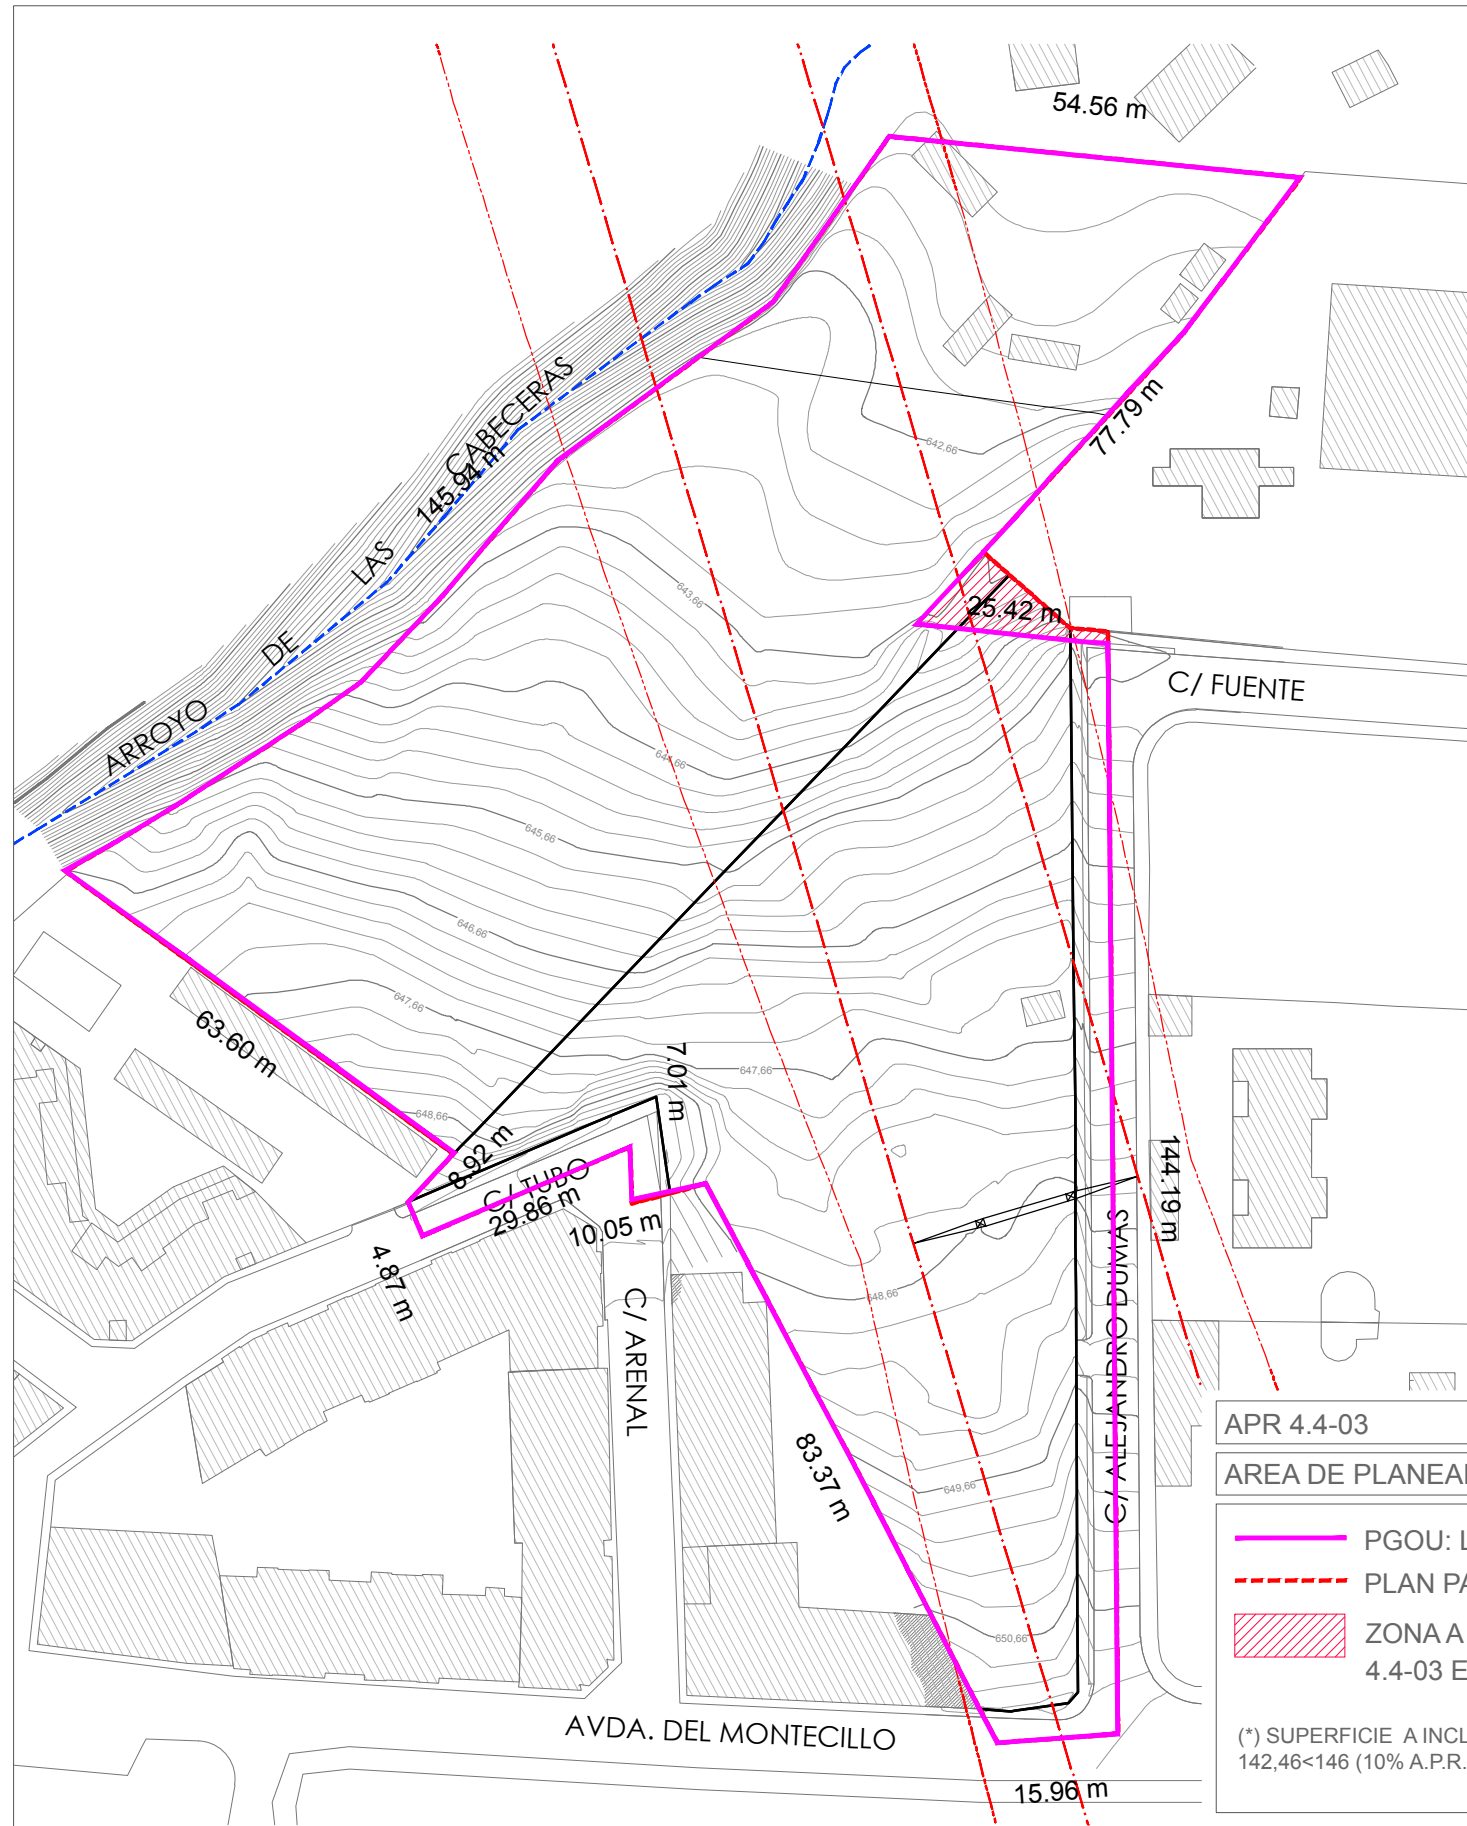 54.56 m
ARROYO DE LAS CABECERAS
145.94 m
77.79 m
642,66
643,66
25.42 m
C/ FUENTE
644,66
645,66
646,66
647,66
63.60 m
7.01 m
647,66
648,66
8.92 m
C/ TUBO
29.86 m
10.05 m
144.19 m
4.87 m
C/ ARENAL
648,66
C/ ALEJANDRO DUMAS
83.37 m
649,66
650,66
AVDA. DEL MONTECILLO
15.96 m
APR 4.4-03
AREA DE PLANEA
PGOU: L
PLAN PA
ZONA A
4.4-03 E
(*) SUPERFICIE A INCL
142,46<146 (10% A.P.R.